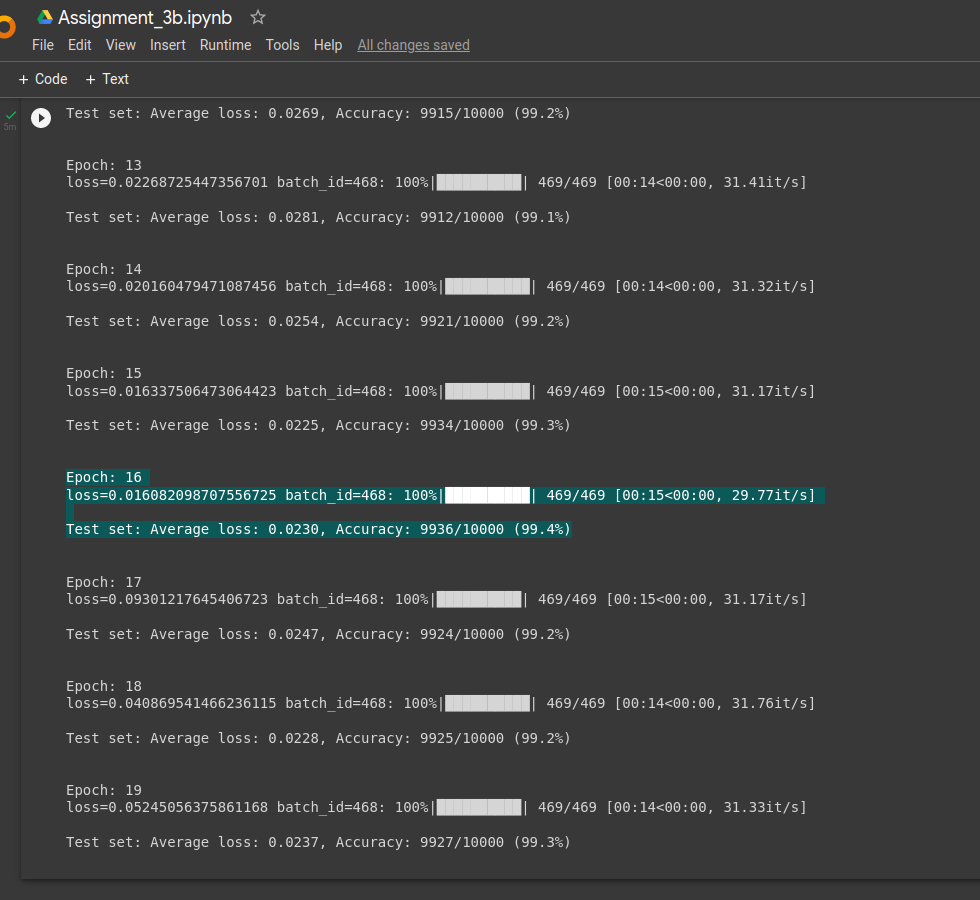 Assignment_3b.ipynb
File Edit View Insert Runtime Tools Help All changes saved
+ Code + Text
5m
Test set: Average loss: 0.0269, Accuracy: 9915/10000 (99.2%)
Epoch: 13
loss=0.02268725447356701 batch_id=468: 100%|██████████| 469/469 [00:14<00:00, 31.41it/s]
Test set: Average loss: 0.0281, Accuracy: 9912/10000 (99.1%)
Epoch: 14
loss=0.020160479471087456 batch_id=468: 100%|██████████| 469/469 [00:14<00:00, 31.32it/s]
Test set: Average loss: 0.0254, Accuracy: 9921/10000 (99.2%)
Epoch: 15
loss=0.016337506473064423 batch_id=468: 100%|██████████| 469/469 [00:15<00:00, 31.17it/s]
Test set: Average loss: 0.0225, Accuracy: 9934/10000 (99.3%)
Epoch: 16
loss=0.016082098707556725 batch_id=468: 100%|██████████| 469/469 [00:15<00:00, 29.77it/s]
Test set: Average loss: 0.0230, Accuracy: 9936/10000 (99.4%)
Epoch: 17
loss=0.09301217645406723 batch_id=468: 100%|██████████| 469/469 [00:15<00:00, 31.17it/s]
Test set: Average loss: 0.0247, Accuracy: 9924/10000 (99.2%)
Epoch: 18
loss=0.040869541466236115 batch_id=468: 100%|██████████| 469/469 [00:14<00:00, 31.76it/s]
Test set: Average loss: 0.0228, Accuracy: 9925/10000 (99.2%)
Epoch: 19
loss=0.05245056375861168 batch_id=468: 100%|██████████| 469/469 [00:14<00:00, 31.33it/s]
Test set: Average loss: 0.0237, Accuracy: 9927/10000 (99.3%)